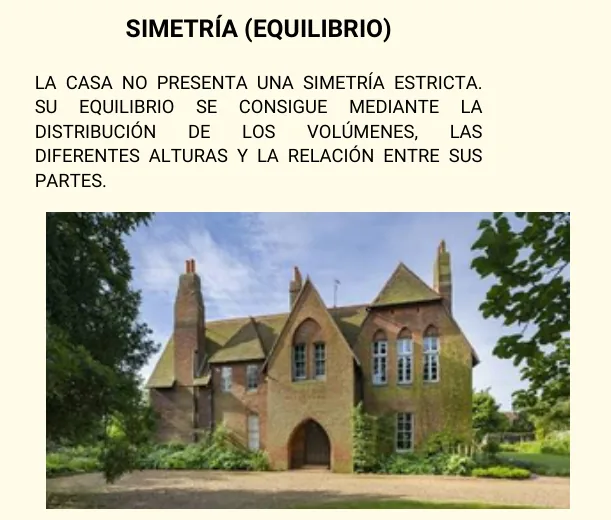 SIMETRÍA (EQUILIBRIO)
LA CASA NO PRESENTA UNA SIMETRÍA ESTRICTA.
SU EQUILIBRIO SE CONSIGUE MEDIANTE LA
DISTRIBUCIÓN DE LOS VOLÚMENES, LAS
DIFERENTES ALTURAS Y LA RELACIÓN ENTRE SUS
PARTES.